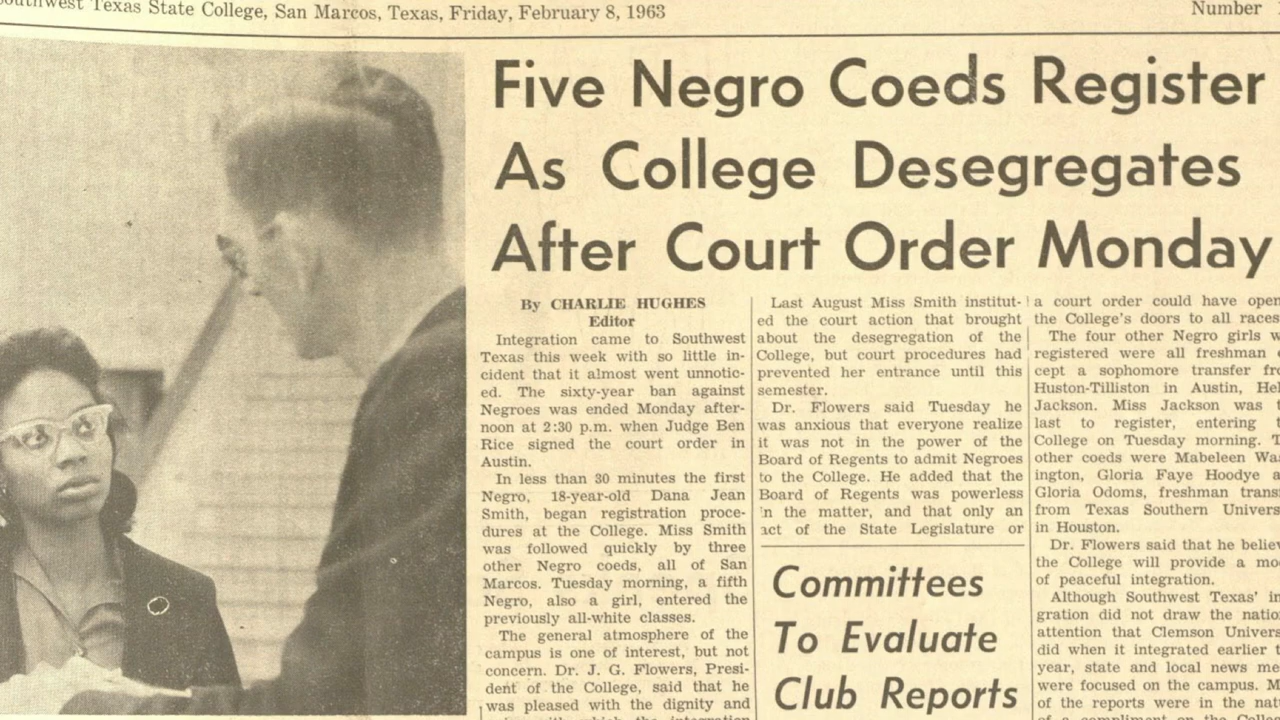 Southwest Texas State College, San Marcos, Texas, Friday, February 8, 1963
Number
Five Negro Coeds Register
As College Desegregates
After Court Order Monday
By CHARLIE HUGHES
Editor
Integration came to Southwest
Texas this week with so little in-
cident that it almost went unnotic-
ed. The sixty-year ban against
Negroes was ended Monday after-
noon at 2:30 p.m. when Judge Ben
Rice signed the court order in
Austin.
In less than 30 minutes the first
Negro, 18-year-old Dana Jean
Smith, began registration proce-
dures at the College. Miss Smith
was followed quickly by three
other Negro coeds, all of San
Marcos. Tuesday morning, a fifth
Negro, also a girl, entered the
previously all-white classes.
The general atmosphere of the
campus is one of interest, but not
concern. Dr. J. G. Flowers, Presi-
dent of the College, said that he
was pleased with the dignity and
with which the integration
Last August Miss Smith institut-
ed the court action that brought
about the desegregation of the
College, but court procedures had
prevented her entrance until this
semester.
Dr. Flowers said Tuesday he
was anxious that everyone realize
it was not in the power of the
Board of Regents to admit Negroes
to the College. He added that the
Board of Regents was powerless
in the matter, and that only an
act of the State Legislature or
Committees
To Evaluate
Club Reports
a court order could have open
the College's doors to all races
The four other Negro girls w
registered were all freshman
cept a sophomore transfer fr
Huston-Tilliston in Austin, Hel
Jackson. Miss Jackson was t
last to register, entering t
College on Tuesday morning. T
other coeds were Mabeleen Was
ington, Gloria Faye Hoodye a
Gloria Odoms, freshman trans
from Texas Southern Univers
in Houston.
Dr. Flowers said that he believ
the College will provide a mo
of peaceful integration.
Although Southwest Texas' in
gration did not draw the natio
attention that Clemson Univers
did when it integrated earlier t
year, state and local news me
were focused on the campus. M
of the reports were in the nat
of a compliment on the Colleg